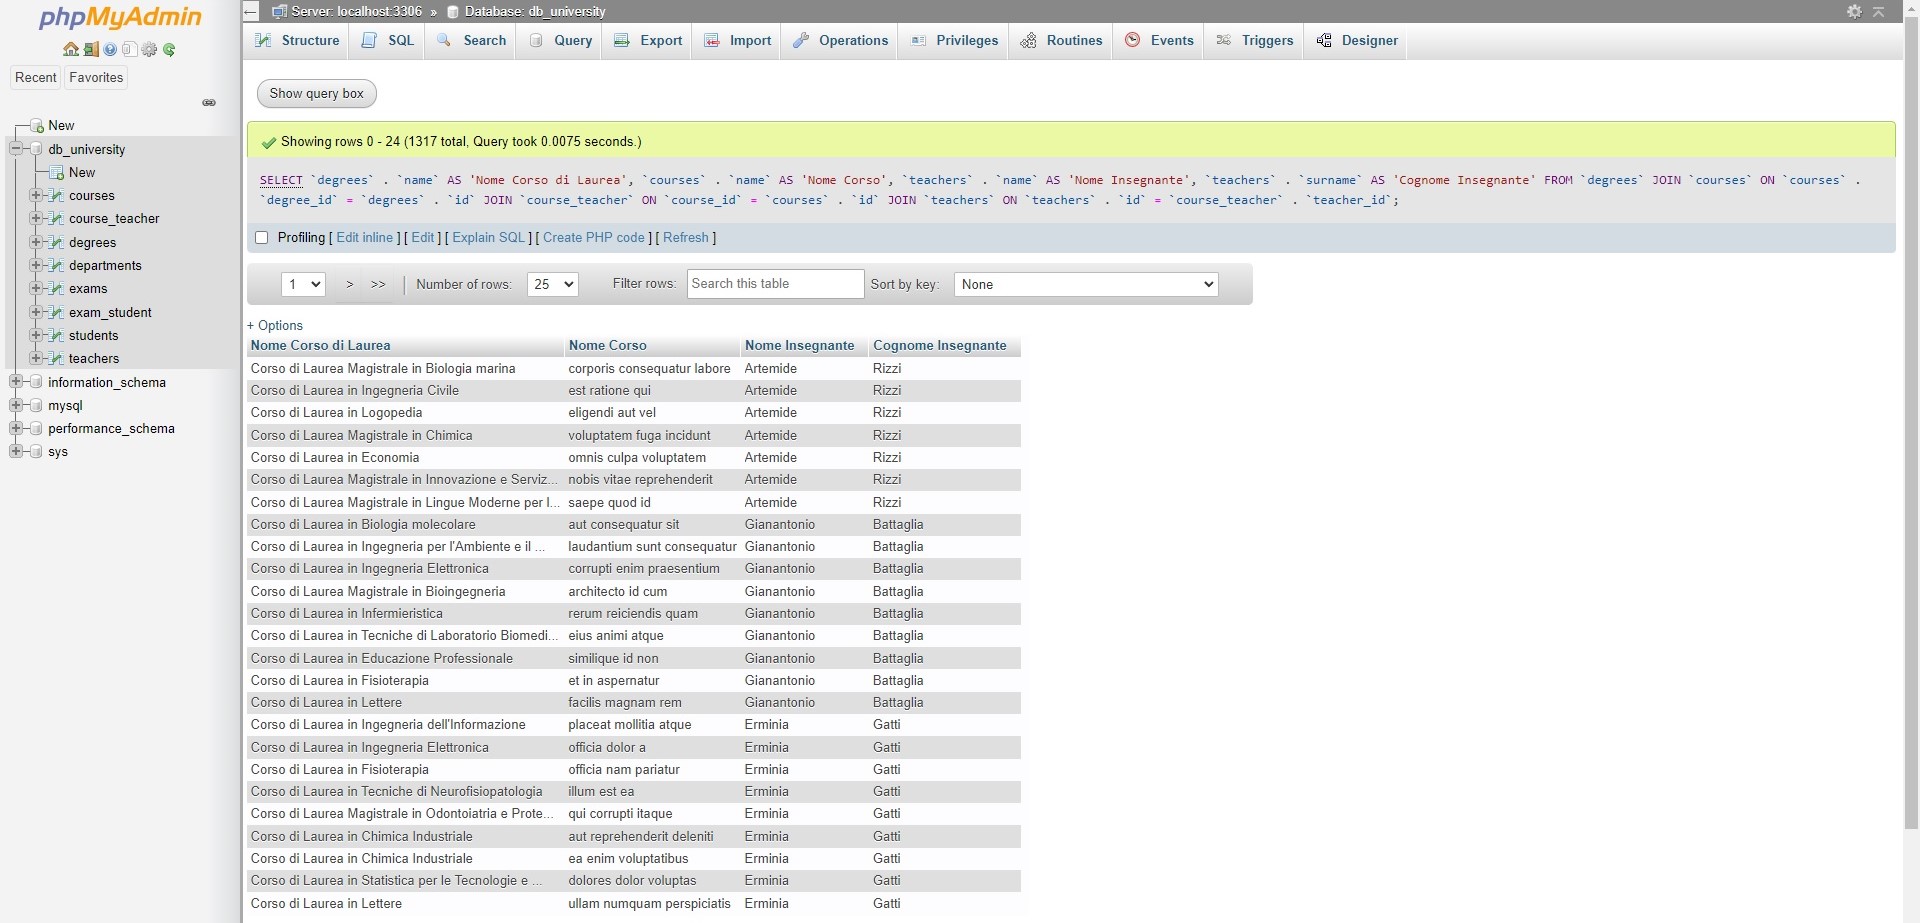 phpMyAdmin
Recent Favorites
New
db_university
New
courses
course_teacher
degrees
departments
exams
exam_student
students
teachers
information_schema
mysql
performance_schema
sys
Server: localhost:3306 » Database: db_university
Structure SQL Search Query Export Import Operations Privileges Routines Events Triggers Designer
Show query box
Showing rows 0 - 24 (1317 total, Query took 0.0075 seconds.)
SELECT `degrees` . `name` AS 'Nome Corso di Laurea', `courses` . `name` AS 'Nome Corso', `teachers` . `name` AS 'Nome Insegnante', `teachers` . `surname` AS 'Cognome Insegnante' FROM `degrees` JOIN `courses` ON `courses` .
`degree_id` = `degrees` . `id` JOIN `course_teacher` ON `course_id` = `courses` . `id` JOIN `teachers` ON `teachers` . `id` = `course_teacher` . `teacher_id`;
Profiling [ Edit inline ] [ Edit ] [ Explain SQL ] [ Create PHP code ] [ Refresh ]
1 > >> | Number of rows: 25 Filter rows: Search this table Sort by key: None
+ Options
Nome Corso di Laurea Nome Corso Nome Insegnante Cognome Insegnante
Corso di Laurea Magistrale in Biologia marina corporis consequatur labore Artemide Rizzi
Corso di Laurea in Ingegneria Civile est ratione qui Artemide Rizzi
Corso di Laurea in Logopedia eligendi aut vel Artemide Rizzi
Corso di Laurea Magistrale in Chimica voluptatem fuga incidunt Artemide Rizzi
Corso di Laurea in Economia omnis culpa voluptatem Artemide Rizzi
Corso di Laurea Magistrale in Innovazione e Serviz... nobis vitae reprehenderit Artemide Rizzi
Corso di Laurea Magistrale in Lingue Moderne per l... saepe quod id Artemide Rizzi
Corso di Laurea in Biologia molecolare aut consequatur sit Gianantonio Battaglia
Corso di Laurea in Ingegneria per l'Ambiente e il ... laudantium sunt consequatur Gianantonio Battaglia
Corso di Laurea in Ingegneria Elettronica corrupti enim praesentium Gianantonio Battaglia
Corso di Laurea Magistrale in Bioingegneria architecto id cum Gianantonio Battaglia
Corso di Laurea in Infermieristica rerum reiciendis quam Gianantonio Battaglia
Corso di Laurea in Tecniche di Laboratorio Biomedi... eius animi atque Gianantonio Battaglia
Corso di Laurea in Educazione Professionale similique id non Gianantonio Battaglia
Corso di Laurea in Fisioterapia et in aspernatur Gianantonio Battaglia
Corso di Laurea in Lettere facilis magnam rem Gianantonio Battaglia
Corso di Laurea in Ingegneria dell'Informazione placeat mollitia atque Erminia Gatti
Corso di Laurea in Ingegneria Elettronica officia dolor a Erminia Gatti
Corso di Laurea in Fisioterapia officia nam pariatur Erminia Gatti
Corso di Laurea in Tecniche di Neurofisiopatologia illum est ea Erminia Gatti
Corso di Laurea Magistrale in Odontoiatria e Prote... qui corrupti itaque Erminia Gatti
Corso di Laurea in Chimica Industriale aut reprehenderit deleniti Erminia Gatti
Corso di Laurea in Chimica Industriale ea enim voluptatibus Erminia Gatti
Corso di Laurea in Statistica per le Tecnologie e ... dolores dolor voluptas Erminia Gatti
Corso di Laurea in Lettere ullam numquam perspiciatis Erminia Gatti